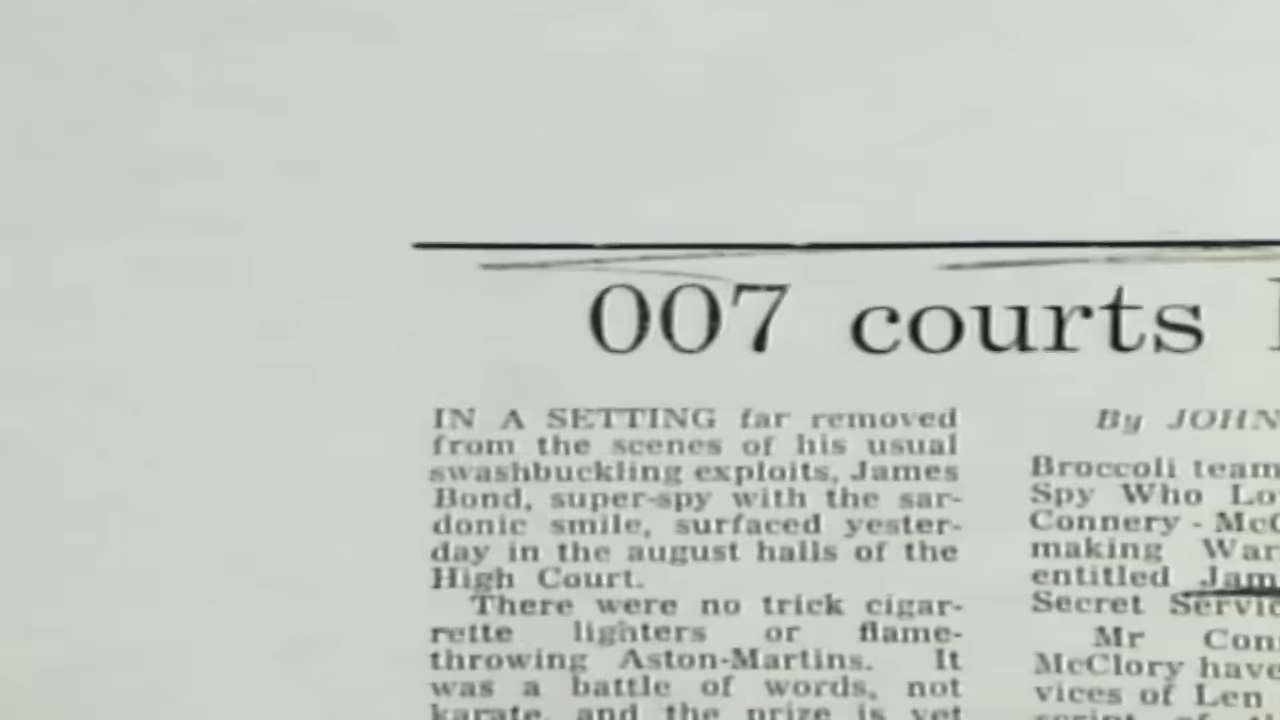 007 courts
IN A SETTING far removed
from the scenes of his usual
swashbuckling exploits, James
Bond, super-spy with the sar-
donic smile, surfaced yester-
day in the august halls of the
High Court.
There were no trick cigar-
rette lighters or flame-
throwing Aston-Martins. It
was a battle of words, not
karate, and the prize is yet
By JOHN
Broccoli team
Spy Who Lo
Connery - McC
making War
entitled Jam
Secret Servic
Mr Con
McClory have
vices of Len